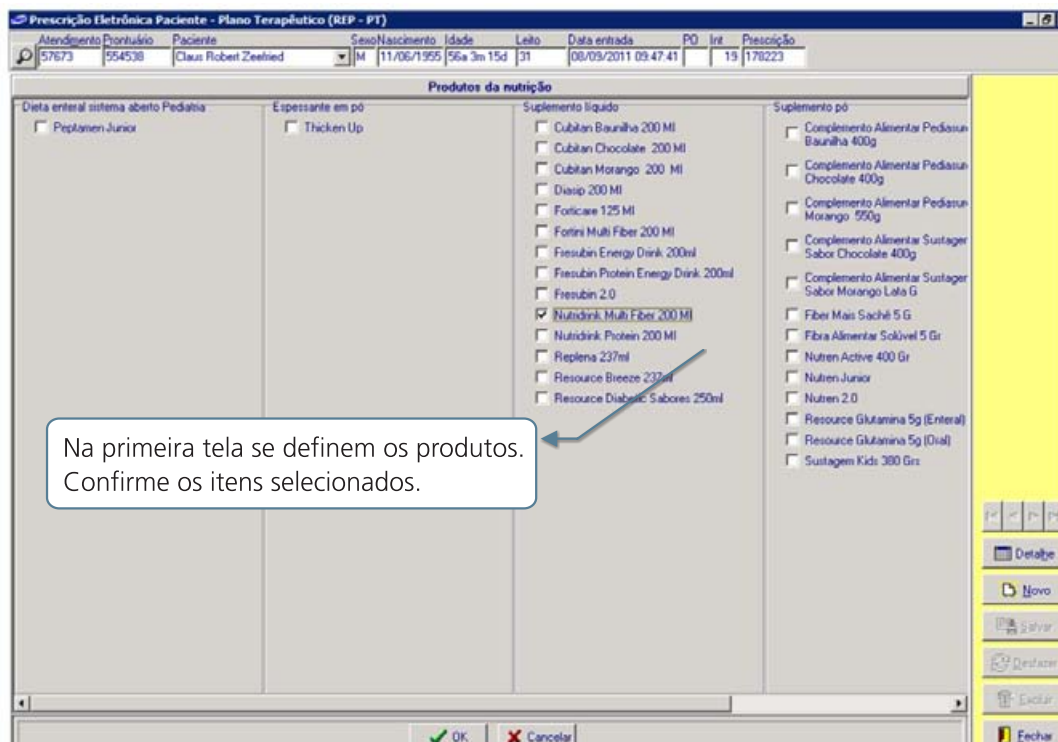 Prescrição Eletrônica Paciente - Plano Terapêutico (REP - PT)
Atendimento Prontuário Paciente Sexo Nascimento Idade Leito Data entrada PO Int Prescrição
57673 554538 Claus Robert Zeefried M 11/06/1955 56a 3m 15d 31 08/09/2011 09:47:41 19 178223
Produtos da nutrição
Dieta enteral sistema aberto Pediatria
Peptamen Junior
Espessante em pó
Thicken Up
Suplemento líquido
Cubitan Baunilha 200 Ml
Cubitan Chocolate 200 Ml
Cubitan Morango 200 Ml
Diasip 200 Ml
Forticare 125 Ml
Fortini Multi Fiber 200 Ml
Fresubin Energy Drink 200ml
Fresubin Protein Energy Drink 200ml
Fresubin 2.0
Nutridrink Multi Fiber 200 Ml
Nutridrink Protein 200 Ml
Replena 237ml
Resource Breeze 237ml
Resource Diabetic Sabores 250ml
Suplemento pó
Complemento Alimentar Pediasur
Baunilha 400g
Complemento Alimentar Pediasur
Chocolate 400g
Complemento Alimentar Pediasur
Morango 550g
Complemento Alimentar Sustager
Sabor Chocolate 400g
Complemento Alimentar Sustager
Sabor Morango Lata G
Fiber Mais Sachê 5 G
Fibra Alimentar Solúvel 5 Gr
Nutren Active 400 Gr
Nutren Junior
Nutren 2.0
Resource Glutamina 5g (Enteral)
Resource Glutamina 5g (Oral)
Sustagem Kids 380 Grs
Na primeira tela se definem os produtos.
Confirme os itens selecionados.
Detalhe
Novo
Salvar
Desfazer
Excluir
Fechar
OK Cancelar